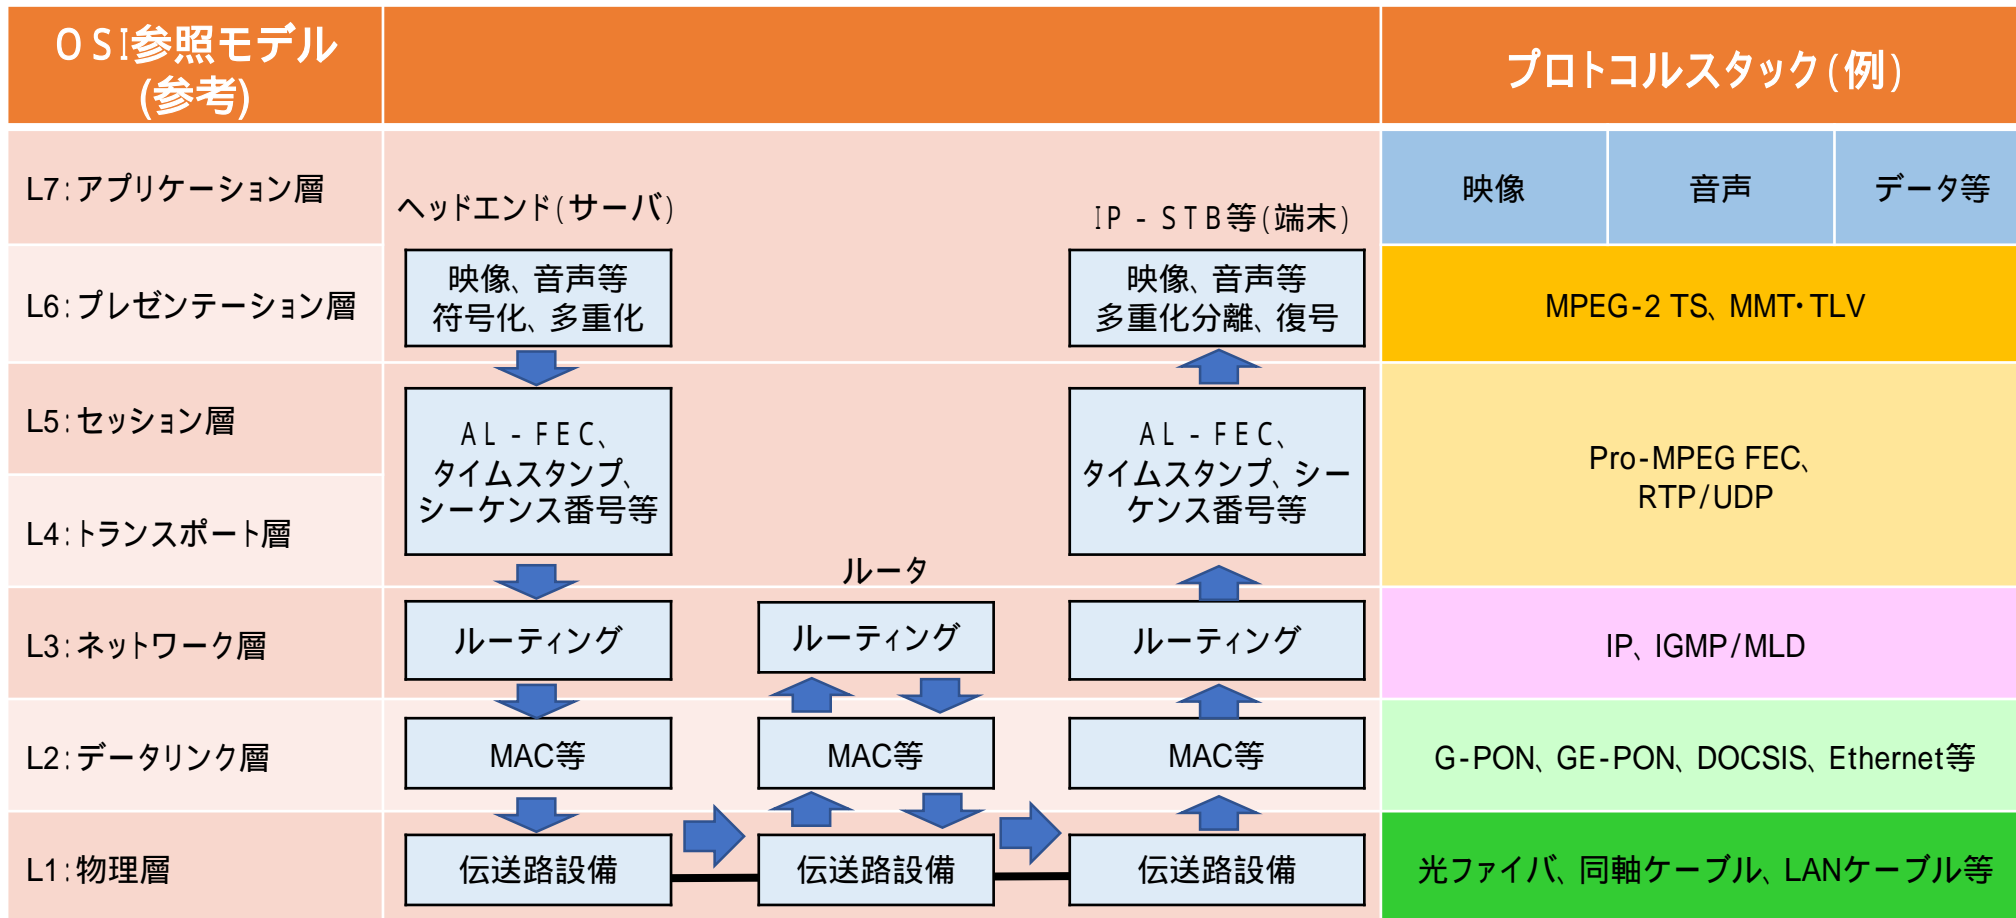 OSI参照モデル
(参考)
プロトコルスタック(例)
L7:アプリケーション層
ヘッドエンド(サーバ)
IP-STB等(端末)
映像
音声
データ等
L6:プレゼンテーション層
映像、音声等
符号化、多重化
映像、音声等
多重化分離、復号
MPEG-2 TS、MMT・TLV
L5:セッション層
L4:トランスポート層
AL-FEC、
タイムスタンプ、
シーケンス番号等
AL-FEC、
タイムスタンプ、シー
ケンス番号等
Pro-MPEG FEC、
RTP/UDP
ルータ
L3:ネットワーク層
ルーティング
ルーティング
ルーティング
IP、IGMP/MLD
L2:データリンク層
MAC等
MAC等
MAC等
G-PON、GE-PON、DOCSIS、Ethernet等
L1:物理層
伝送路設備
伝送路設備
伝送路設備
光ファイバ、同軸ケーブル、LANケーブル等